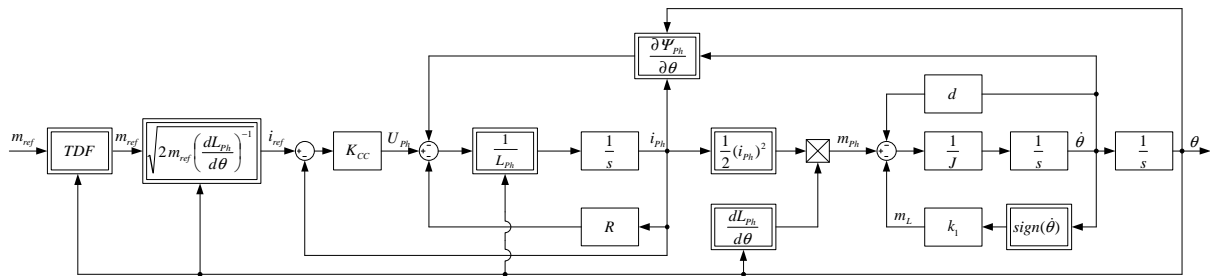 ∂Ψ_Ph/∂θ
d
m_ref
TDF
m_ref
√(2m_ref(dL_Ph/dθ)^-1)
i_ref
K_CC
U_Ph
1/L_Ph
1/s
i_Ph
1/2(i_Ph)^2
m_Ph
1/J
1/s
θ̇
1/s
θ
R
dL_Ph/dθ
m_L
k_1
sign(θ̇)